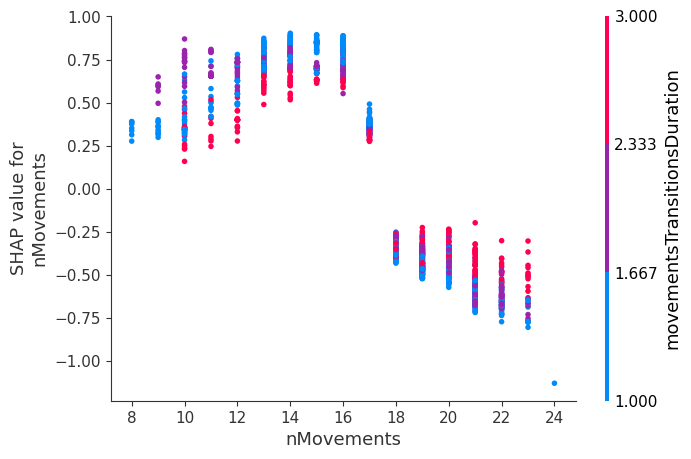 1.00
0.75
0.50
0.25
0.00
−0.25
−0.50
−0.75
−1.00
SHAP value for
nMovements
8 10 12 14 16 18 20 22 24
nMovements
3.000
2.333
1.667
1.000
movementsTransitionsDuration